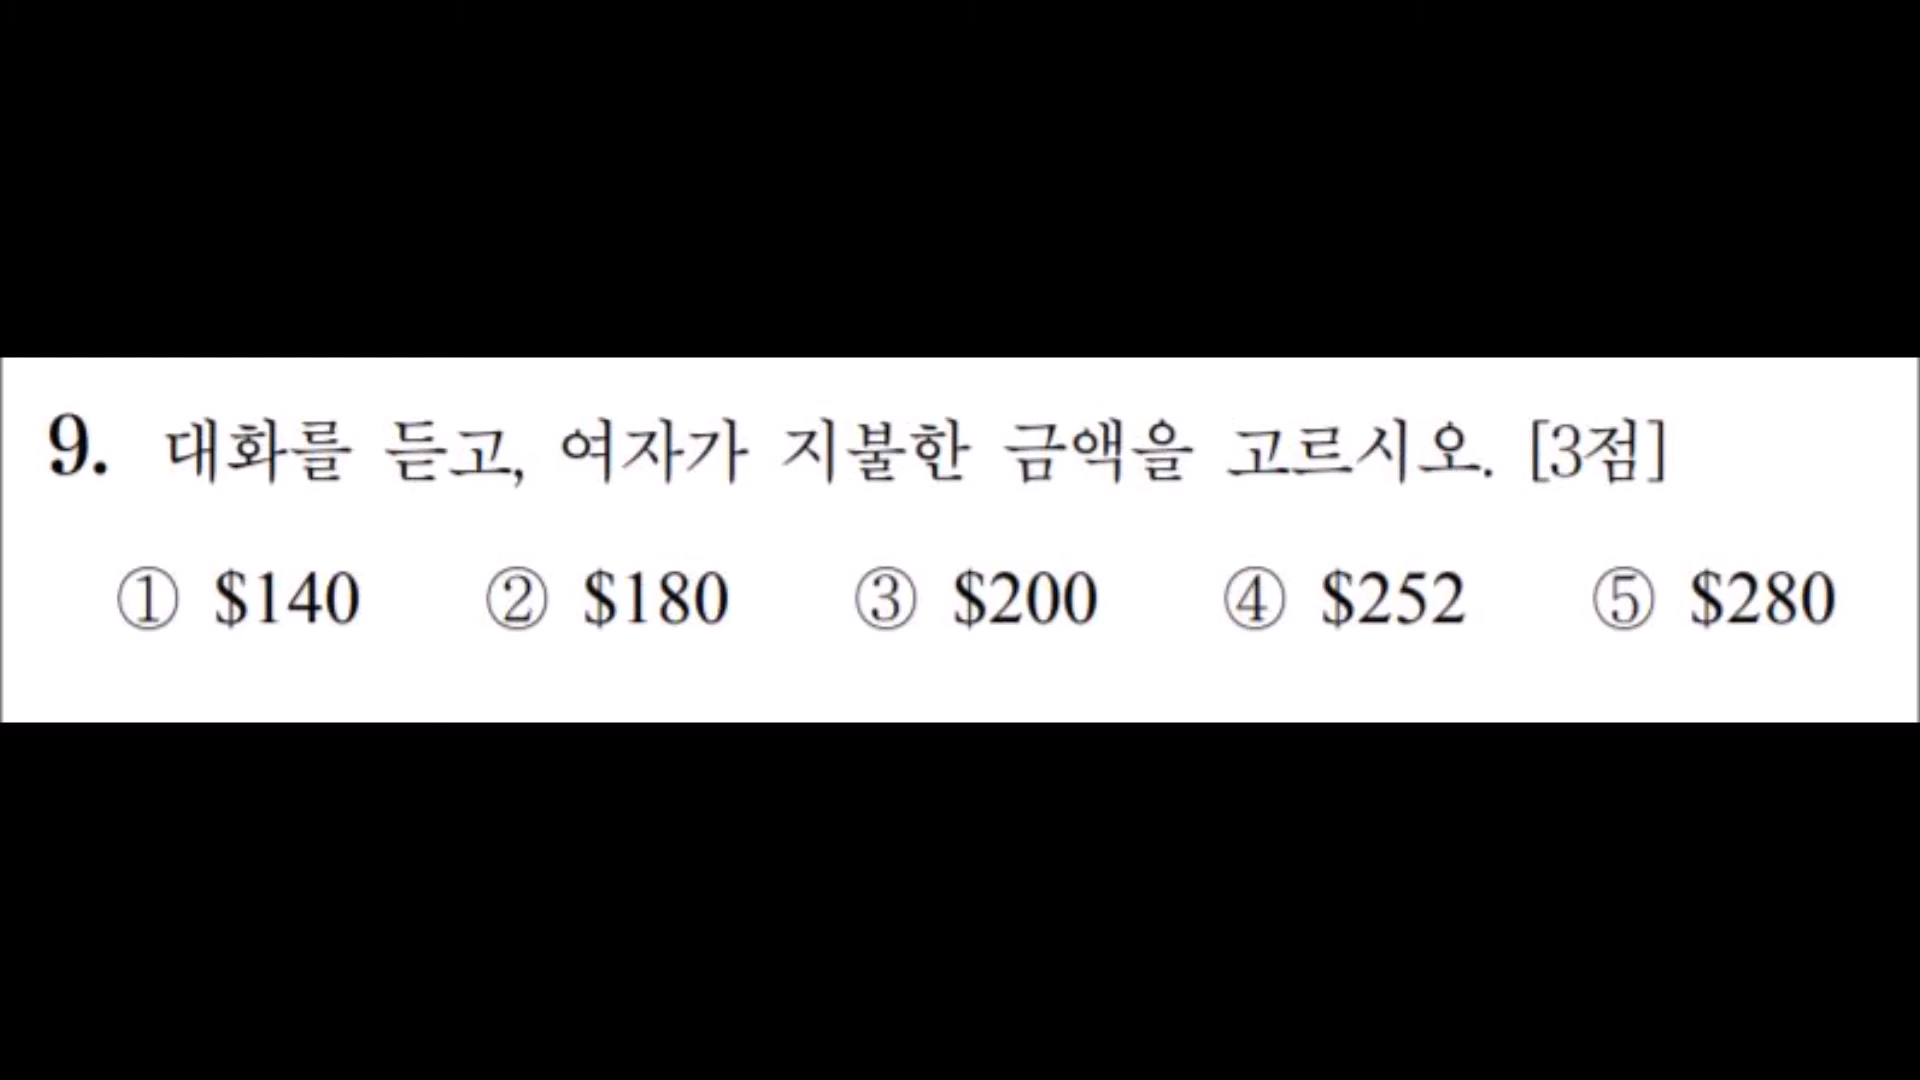 9. 대화를 듣고, 여자가 지불한 금액을 고르시오. [3점]
① $140 ② $180 ③ $200 ④ $252 ⑤ $280